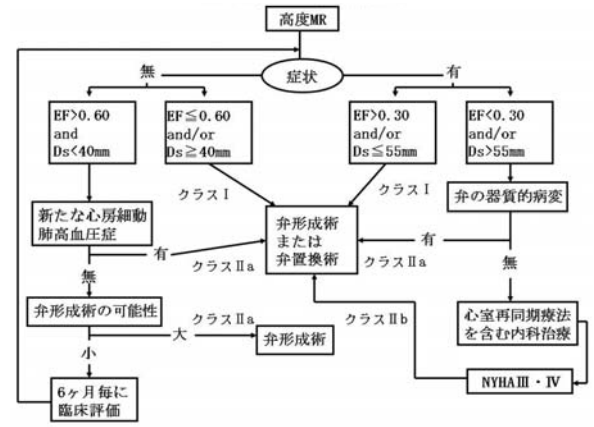 高度MR
症状
無
有
EF>0.60
and
Ds<40mm
EF≦0.60
and/or
Ds≧40mm
EF>0.30
and/or
Ds≦55mm
EF<0.30
and/or
Ds>55mm
クラスⅠ
クラスⅠ
新たな心房細動
肺高血圧症
弁形成術
または
弁置換術
弁の器質的病変
有
クラスⅡa
有
クラスⅡa
無
無
弁形成術の可能性
大
クラスⅡa
弁形成術
クラスⅡb
心室再同期療法
を含む内科治療
小
6ヶ月毎に
臨床評価
NYHAⅢ・Ⅳ